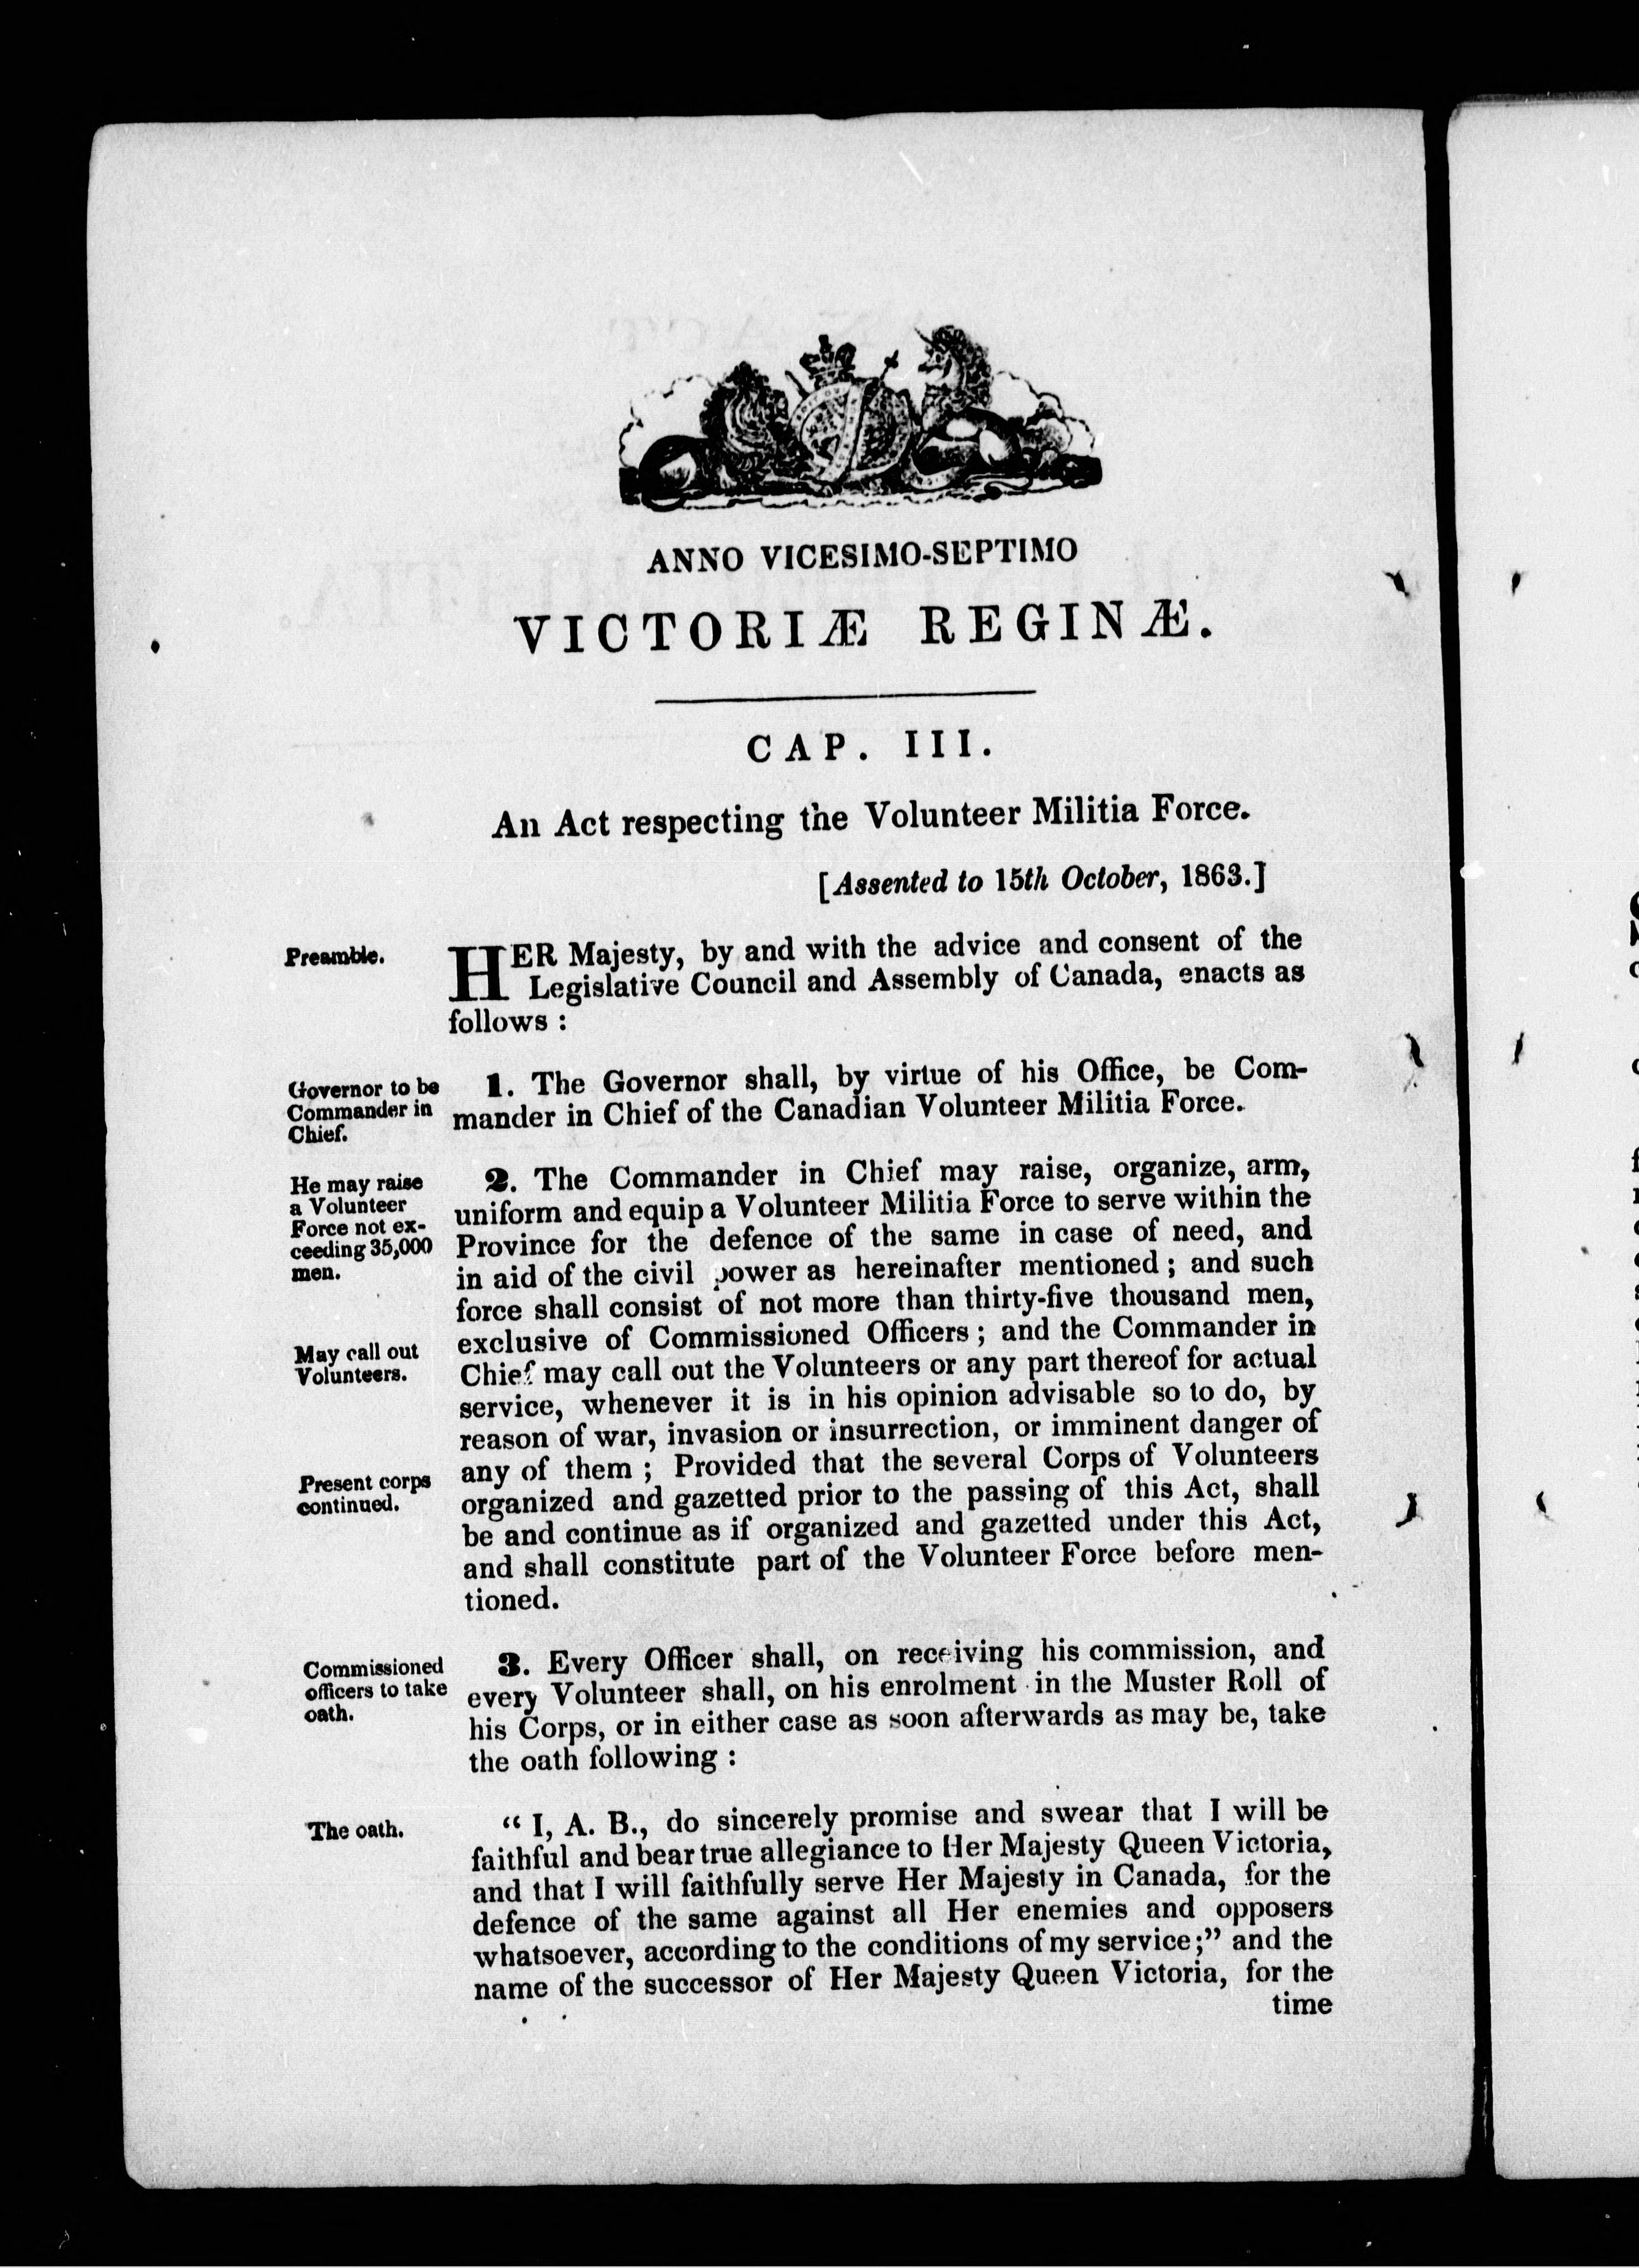 ANNO VICESIMO-SEPTIMO
VICTORIÆ REGINÆ.
CAP. III.
An Act respecting the Volunteer Militia Force.
[Assented to 15th October, 1863.]
Preamble.
HER Majesty, by and with the advice and consent of the
Legislative Council and Assembly of Canada, enacts as
follows :
Governor to be
Commander in
Chief.
1. The Governor shall, by virtue of his Office, be Com-
mander in Chief of the Canadian Volunteer Militia Force.
He may raise
a Volunteer
Force not ex-
ceeding 35,000
men.
2. The Commander in Chief may raise, organize, arm,
uniform and equip a Volunteer Militia Force to serve within the
Province for the defence of the same in case of need, and
in aid of the civil power as hereinafter mentioned ; and such
force shall consist of not more than thirty-five thousand men,
exclusive of Commissioned Officers ; and the Commander in
May call out
Volunteers.
Chief may call out the Volunteers or any part thereof for actual
service, whenever it is in his opinion advisable so to do, by
reason of war, invasion or insurrection, or imminent danger of
any of them ; Provided that the several Corps of Volunteers
Present corps
continued.
organized and gazetted prior to the passing of this Act, shall
be and continue as if organized and gazetted under this Act,
and shall constitute part of the Volunteer Force before men-
tioned.
Commissioned
officers to take
oath.
3. Every Officer shall, on receiving his commission, and
every Volunteer shall, on his enrolment in the Muster Roll of
his Corps, or in either case as soon afterwards as may be, take
the oath following :
The oath.
“ I, A. B., do sincerely promise and swear that I will be
faithful and bear true allegiance to Her Majesty Queen Victoria,
and that I will faithfully serve Her Majesty in Canada, for the
defence of the same against all Her enemies and opposers
whatsoever, according to the conditions of my service;” and the
name of the successor of Her Majesty Queen Victoria, for the
time